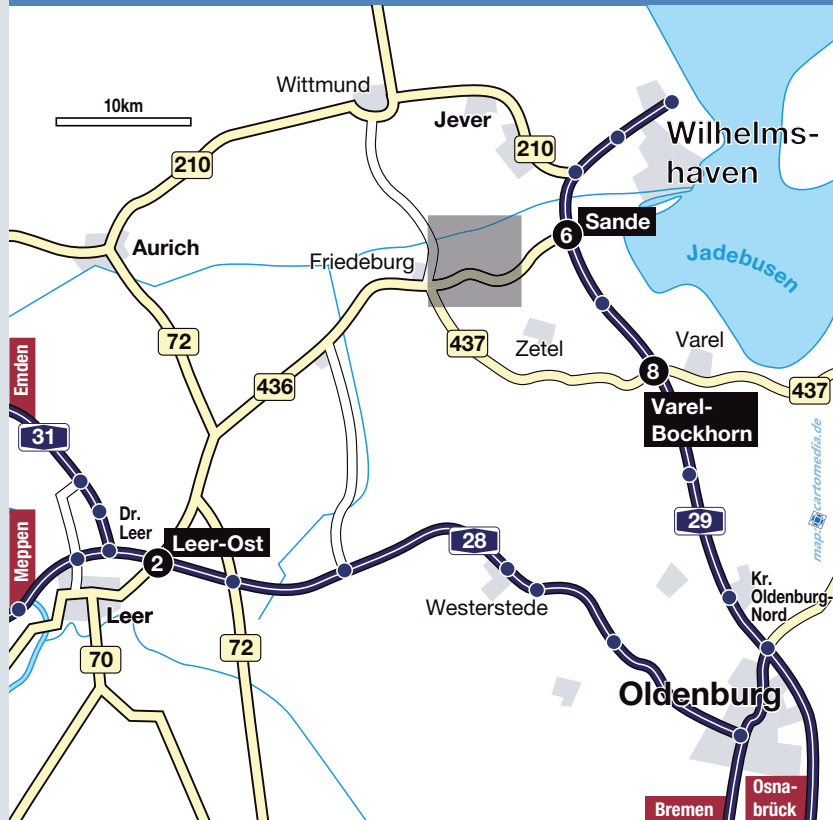 10km
Wittmund
Jever
Wilhelms-
haven
210
210
6
Sande
Aurich
Friedeburg
Jadebusen
72
437
Zetel
Varel
Emden
436
8
437
Varel-
Bockhorn
31
map: cartomedia.de
Meppen
Dr.
Leer
2
Leer-Ost
28
29
Kr.
Oldenburg-
Nord
Westerstede
Leer
72
70
Oldenburg
Bremen
Osna-
brück